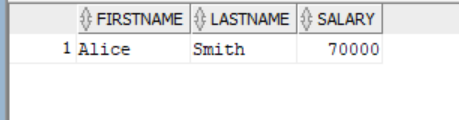 FIRSTNAME LASTNAME SALARY
1 Alice Smith 70000